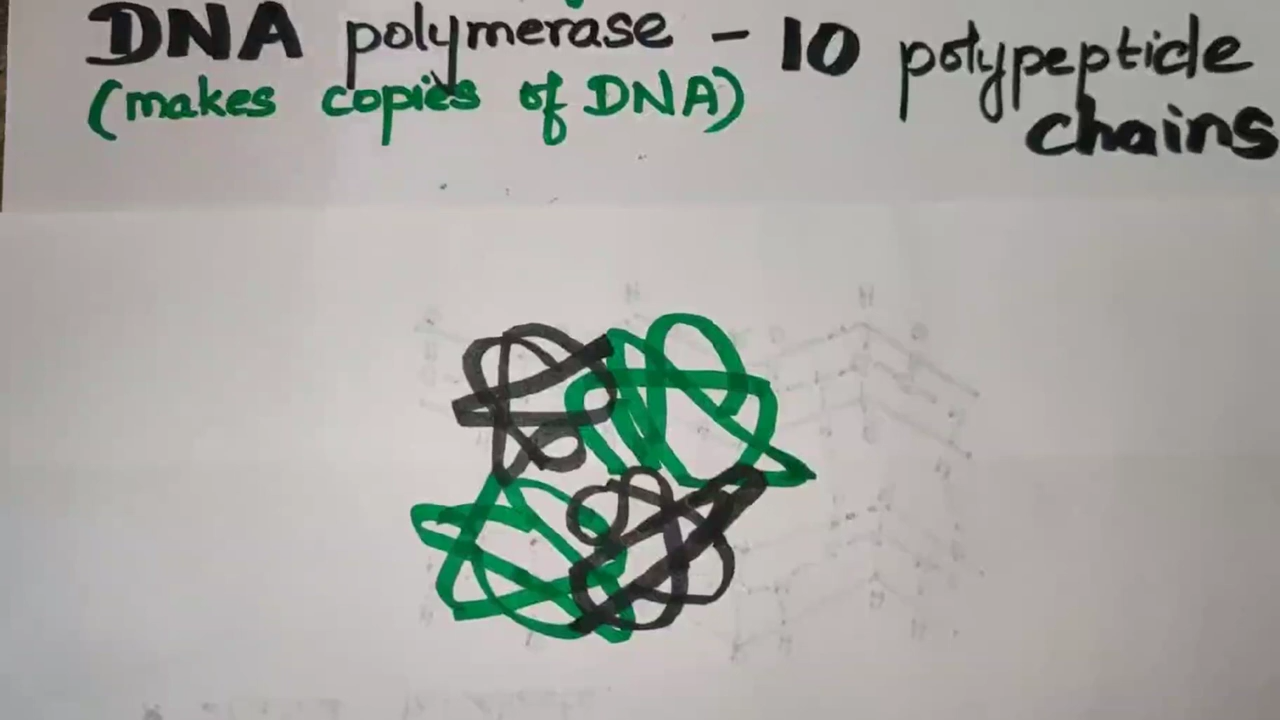 DNA polymerase - 10 polypeptide
(makes copies of DNA) chains